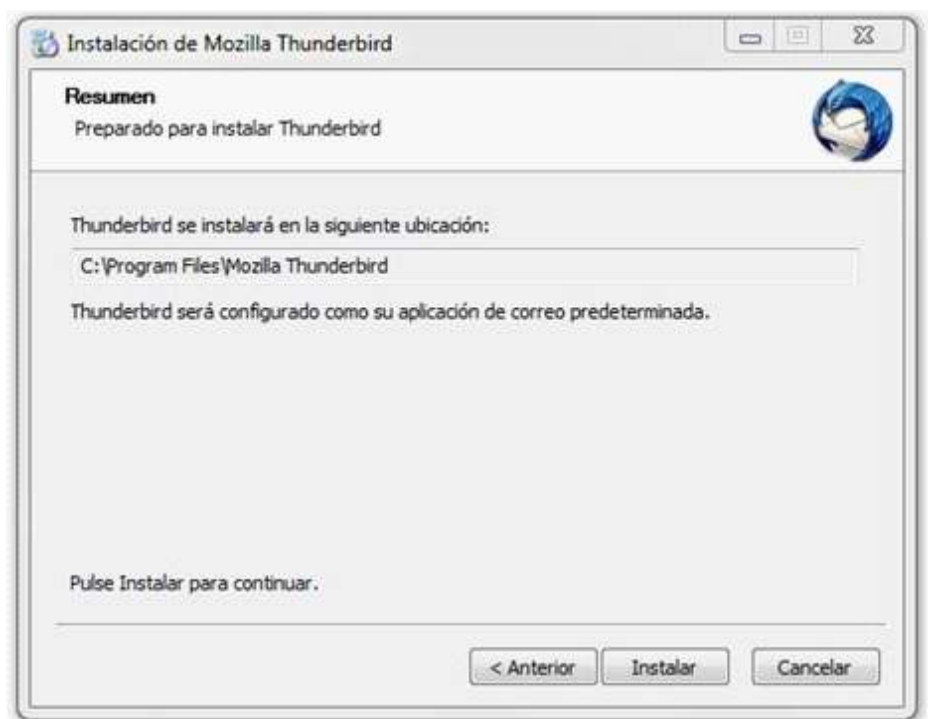 Instalación de Mozilla Thunderbird
Resumen
Preparado para instalar Thunderbird
Thunderbird se instalará en la siguiente ubicación:
C:\Program Files\Mozilla Thunderbird
Thunderbird será configurado como su aplicación de correo predeterminada.
Pulse Instalar para continuar.
< Anterior
Instalar
Cancelar